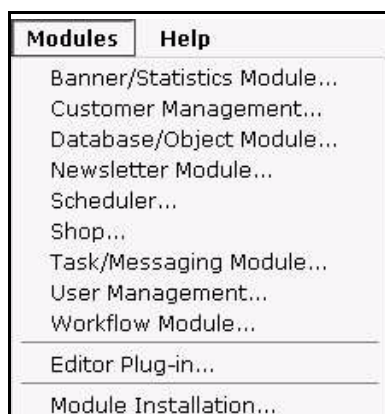 Modules Help
Banner/Statistics Module...
Customer Management...
Database/Object Module...
Newsletter Module...
Scheduler...
Shop...
Task/Messaging Module...
User Management...
Workflow Module...
Editor Plug-in...
Module Installation...